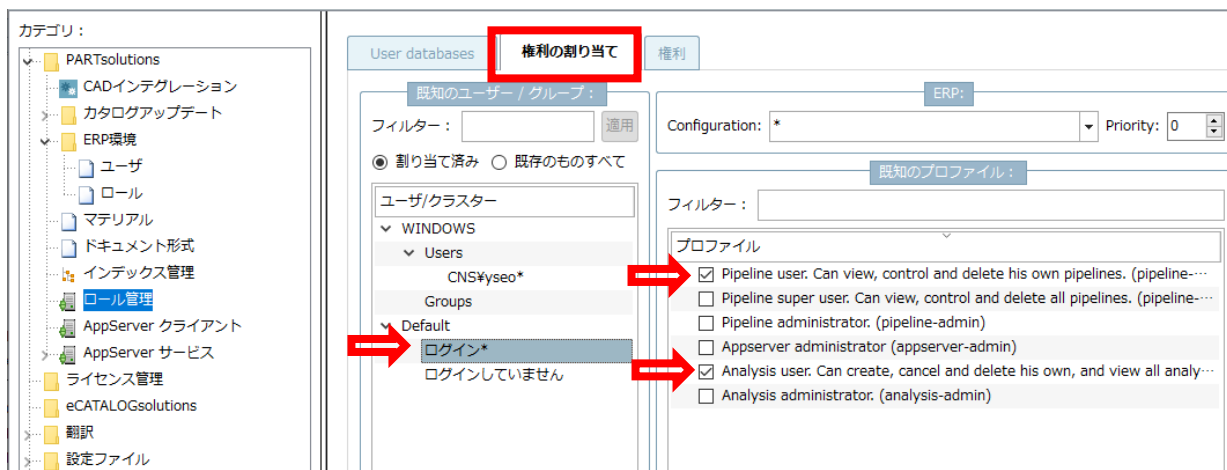 カテゴリ：
PARTsolutions
CADインテグレーション
カタログアップデート
ERP環境
ユーザ
ロール
マテリアル
ドキュメント形式
インデックス管理
ロール管理
AppServer クライアント
AppServer サービス
ライセンス管理
eCATALOGsolutions
翻訳
設定ファイル
User databases
権利の割り当て
権利
既知のユーザー / グループ：
フィルター：
適用
割り当て済み
既存のものすべて
ユーザ/クラスター
WINDOWS
Users
CNS¥yseo*
Groups
Default
ログイン*
ログインしていません
ERP:
Configuration: *
Priority: 0
既知のプロファイル：
フィルター：
プロファイル
Pipeline user. Can view, control and delete his own pipelines. (pipeline-…
Pipeline super user. Can view, control and delete all pipelines. (pipeline-…
Pipeline administrator. (pipeline-admin)
Appserver administrator (appserver-admin)
Analysis user. Can create, cancel and delete his own, and view all analy…
Analysis administrator. (analysis-admin)